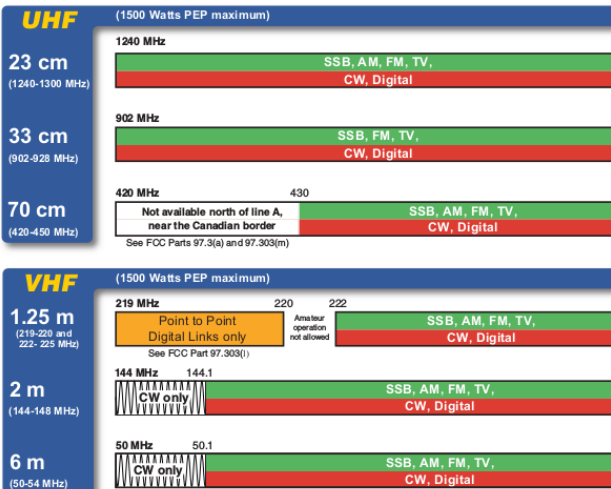 UHF
(1500 Watts PEP maximum)
1240 MHz
23 cm
(1240-1300 MHz)
SSB, AM, FM, TV,
CW, Digital
902 MHz
33 cm
(902-928 MHz)
SSB, FM, TV,
CW, Digital
420 MHz
430
70 cm
(420-450 MHz)
Not available north of line A,
near the Canadian border
SSB, AM, FM, TV,
CW, Digital
See FCC Parts 97.3(a) and 97.303(m)
VHF
(1500 Watts PEP maximum)
219 MHz
220
222
1.25 m
(219-220 and
222- 225 MHz)
Point to Point
Digital Links only
Amateur
operation
not allowed
SSB, AM, FM, TV,
CW, Digital
See FCC Part 97.303(l)
144 MHz
144.1
2 m
(144-148 MHz)
CW only
SSB, AM, FM, TV,
CW, Digital
50 MHz
50.1
6 m
(50-54 MHz)
CW only
SSB, AM, FM, TV,
CW, Digital